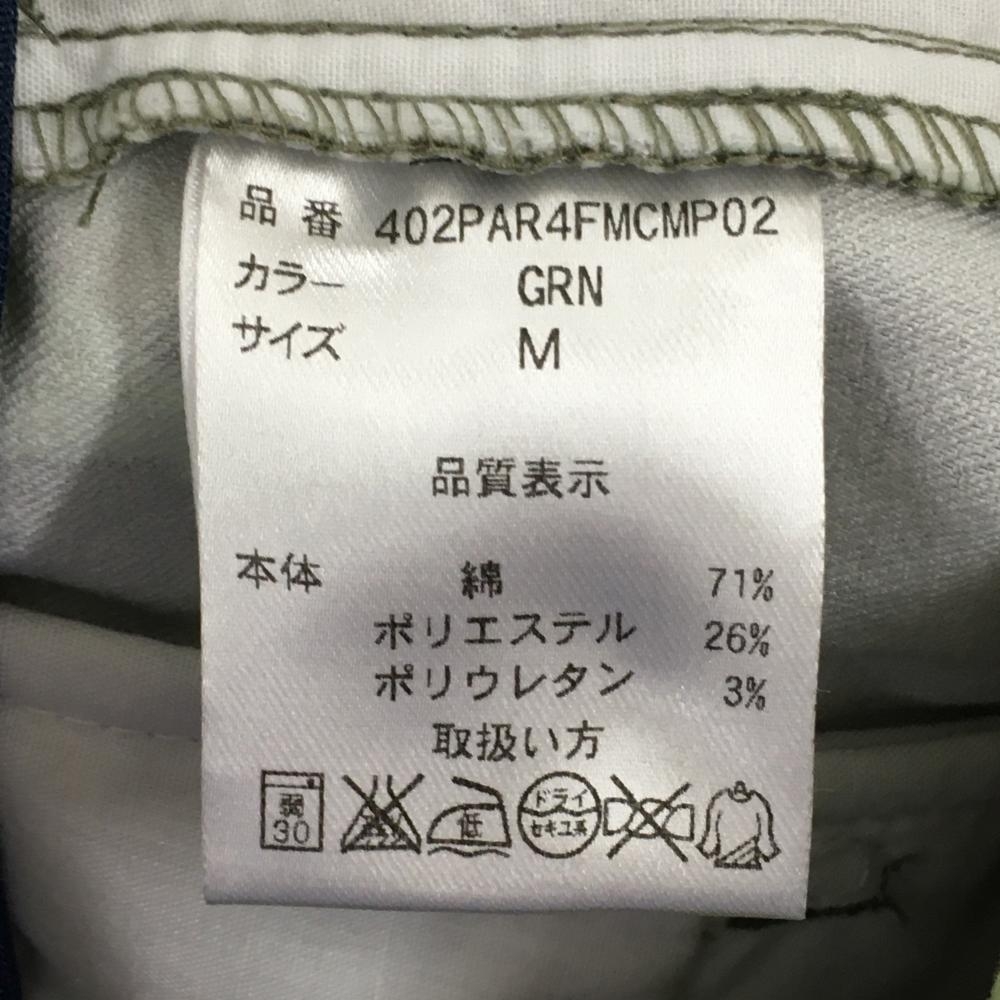 品番 402PAR4FMCMP02
カラー GRN
サイズ M
品質表示
本体 綿 71%
ポリエステル 26%
ポリウレタン 3%
取扱い方
弱 30 低 ドライ セキユ系